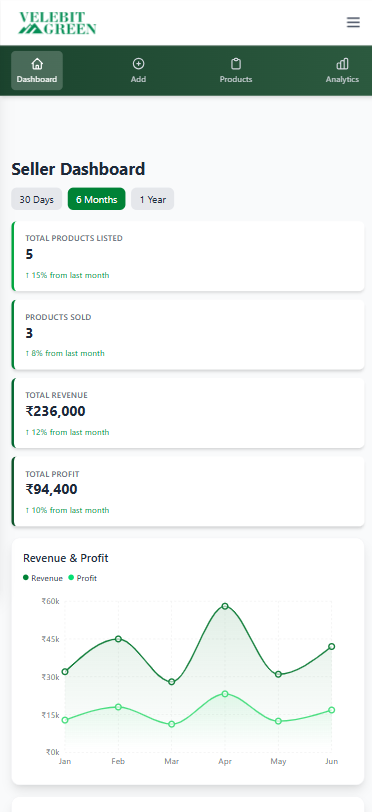 VELEBIT
GREEN
Dashboard
Add
Products
Analytics
Seller Dashboard
30 Days
6 Months
1 Year
TOTAL PRODUCTS LISTED
5
↑ 15% from last month
PRODUCTS SOLD
3
↑ 8% from last month
TOTAL REVENUE
₹236,000
↑ 12% from last month
TOTAL PROFIT
₹94,400
↑ 10% from last month
Revenue & Profit
Revenue
Profit
₹60k
₹45k
₹30k
₹15k
₹0k
Jan Feb Mar Apr May Jun